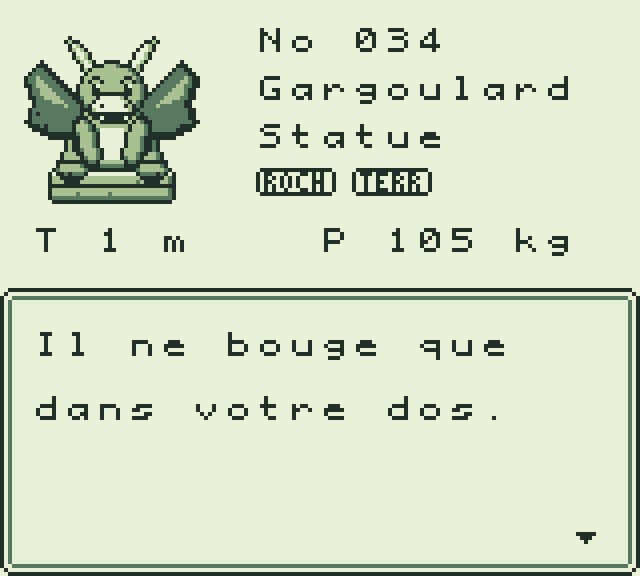 No 034
Gargoulard
Statue
ROCH TERR
T 1 m P 105 kg
Il ne bouge que
dans votre dos.